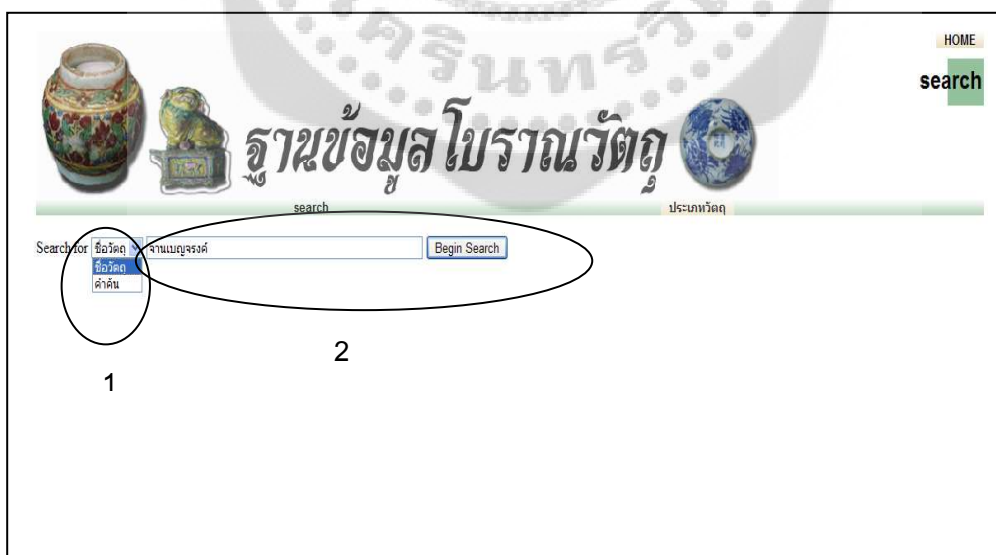 HOME
search
ฐานข้อมูลโบราณวัตถุ
search ประเภทวัตถุ
Search for ชื่อวัตถุ จานเบญจรงค์ Begin Search
ชื่อวัตถุ
คำค้น
2
1